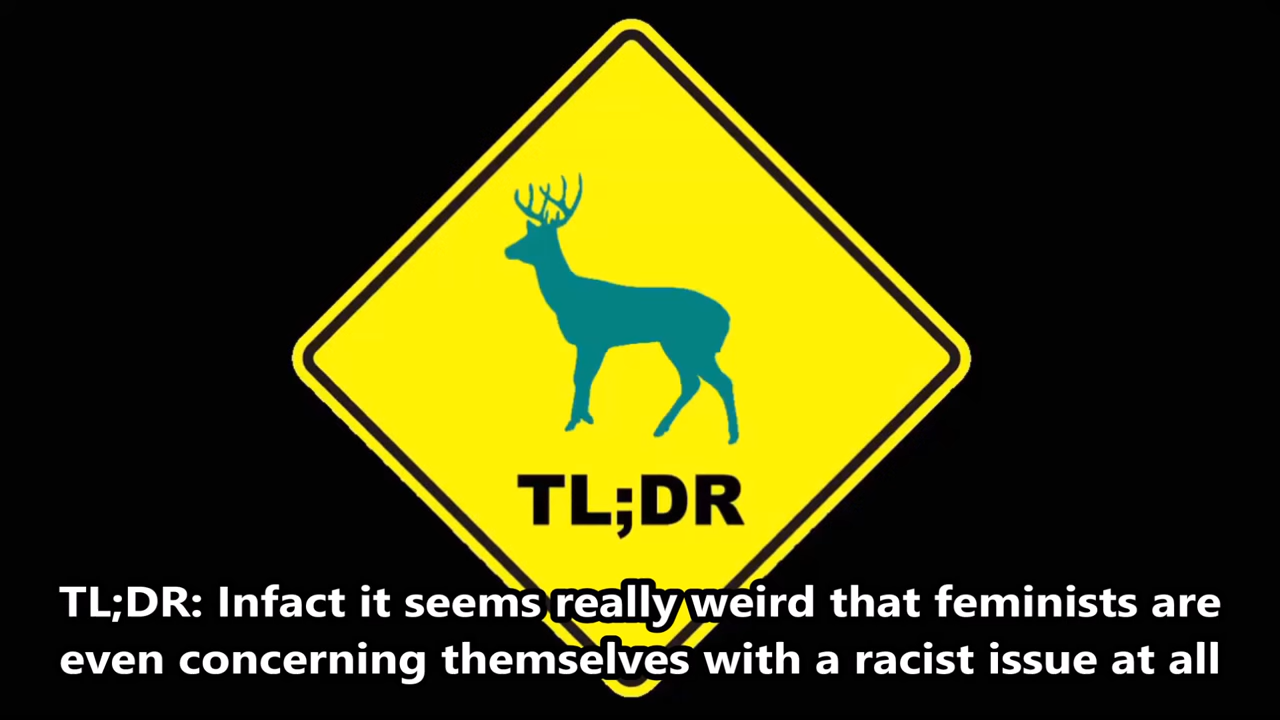 TL;DR
TL;DR: Infact it seems really weird that feminists are
even concerning themselves with a racist issue at all